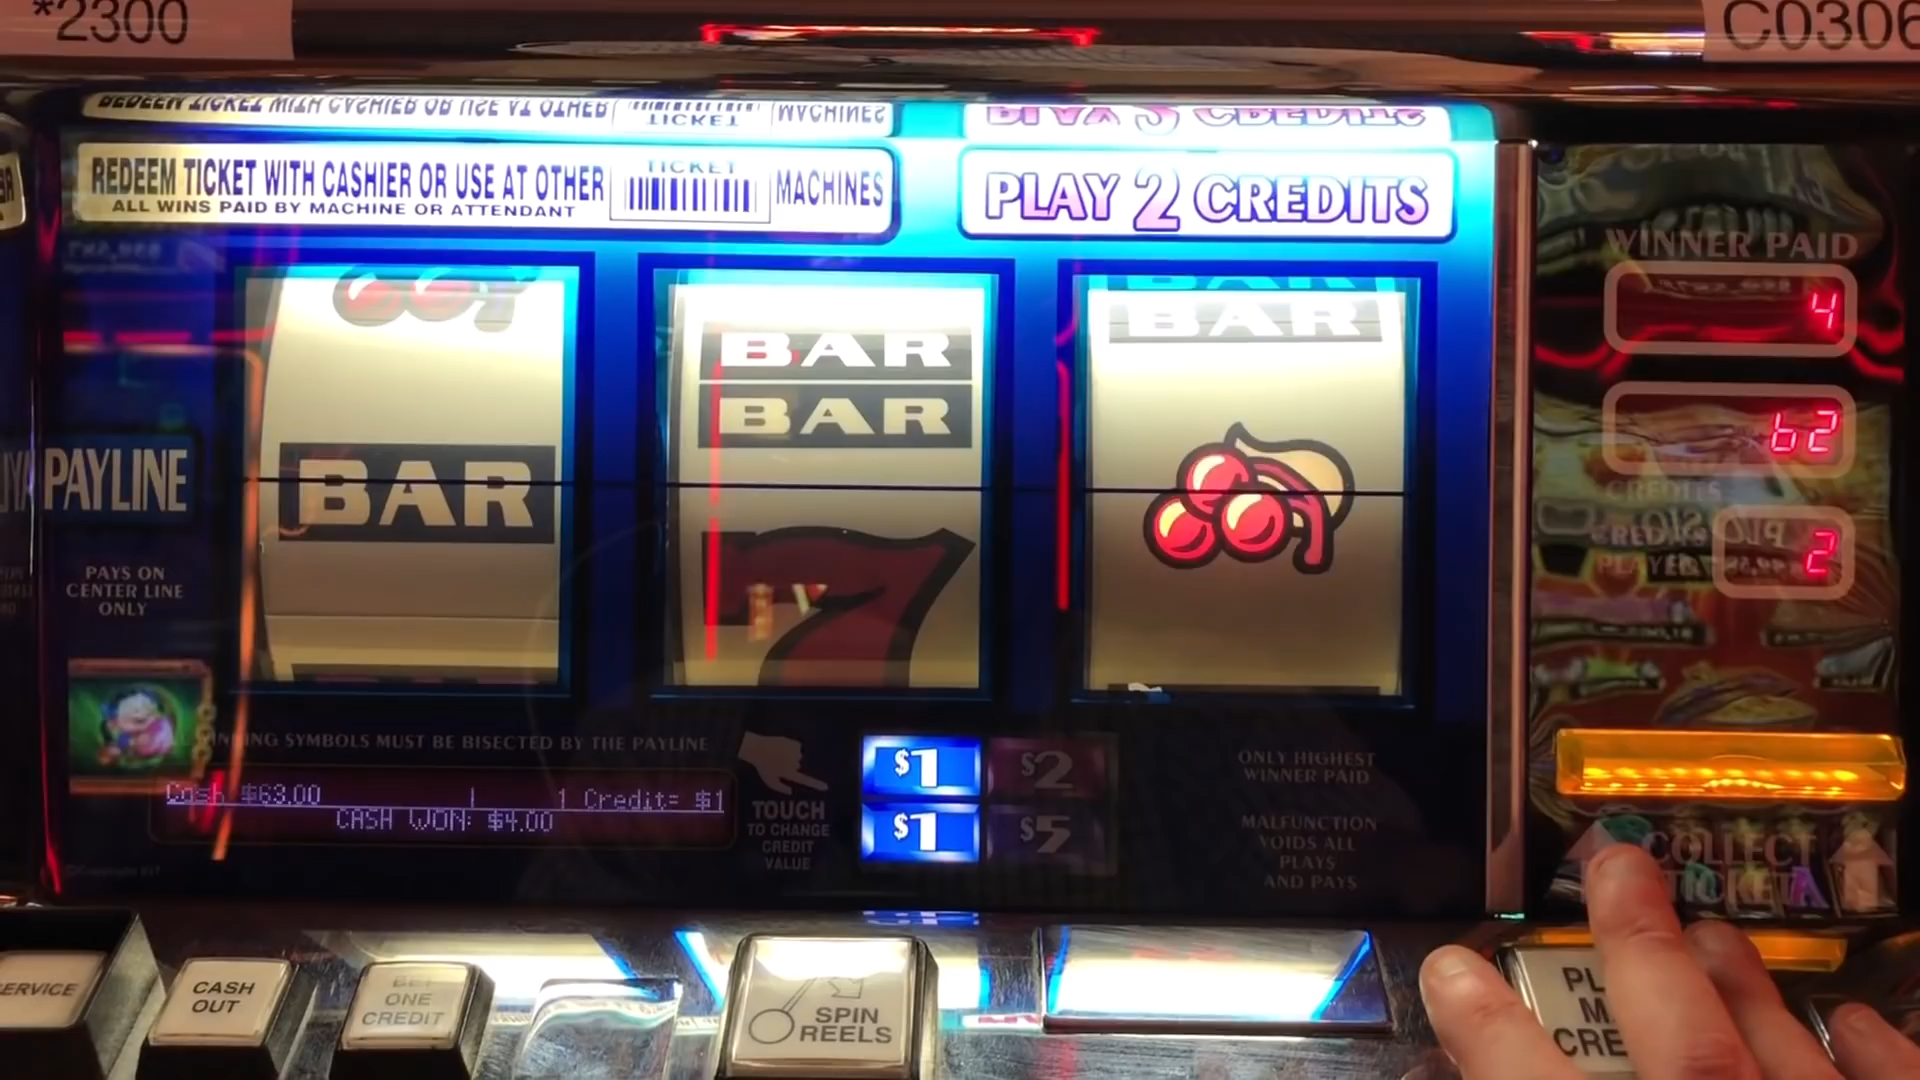 *2300
C0306
REDEEM TICKET WITH CASHIER OR USE AT OTHER
TICKET
MACHINES
ALL WINS PAID BY MACHINE OR ATTENDANT
PLAY 2 CREDITS
WINNER PAID
4
BAR
BAR
BAR
62
CREDITS
PAYLINE
BAR
2
PAYS ON
CENTER LINE
ONLY
7
SYMBOLS MUST BE BISECTED BY THE PAYLINE
Cash $63.00 | 1 Credit= $1
CASH WON: $4.00
TOUCH
TO CHANGE
CREDIT
VALUE
$1
$2
$1
$5
ONLY HIGHEST
WINNER PAID
MALFUNCTION
VOIDS ALL
PLAYS
AND PAYS
COLLECT
TICKET
CASH
OUT
BET
ONE
CREDIT
SPIN
REELS